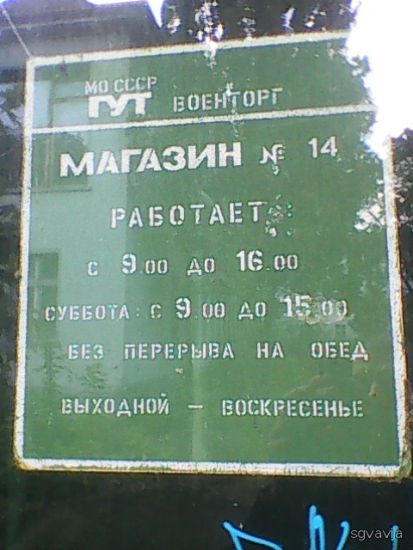 МО СССР
ГУТ ВОЕНТОРГ
МАГАЗИН № 14
РАБОТАЕТ:
С 9.00 ДО 16.00
СУББОТА: С 9.00 ДО 15.00
БЕЗ ПЕРЕРЫВА НА ОБЕД
ВЫХОДНОЙ — ВОСКРЕСЕНЬЕ
sgvavia